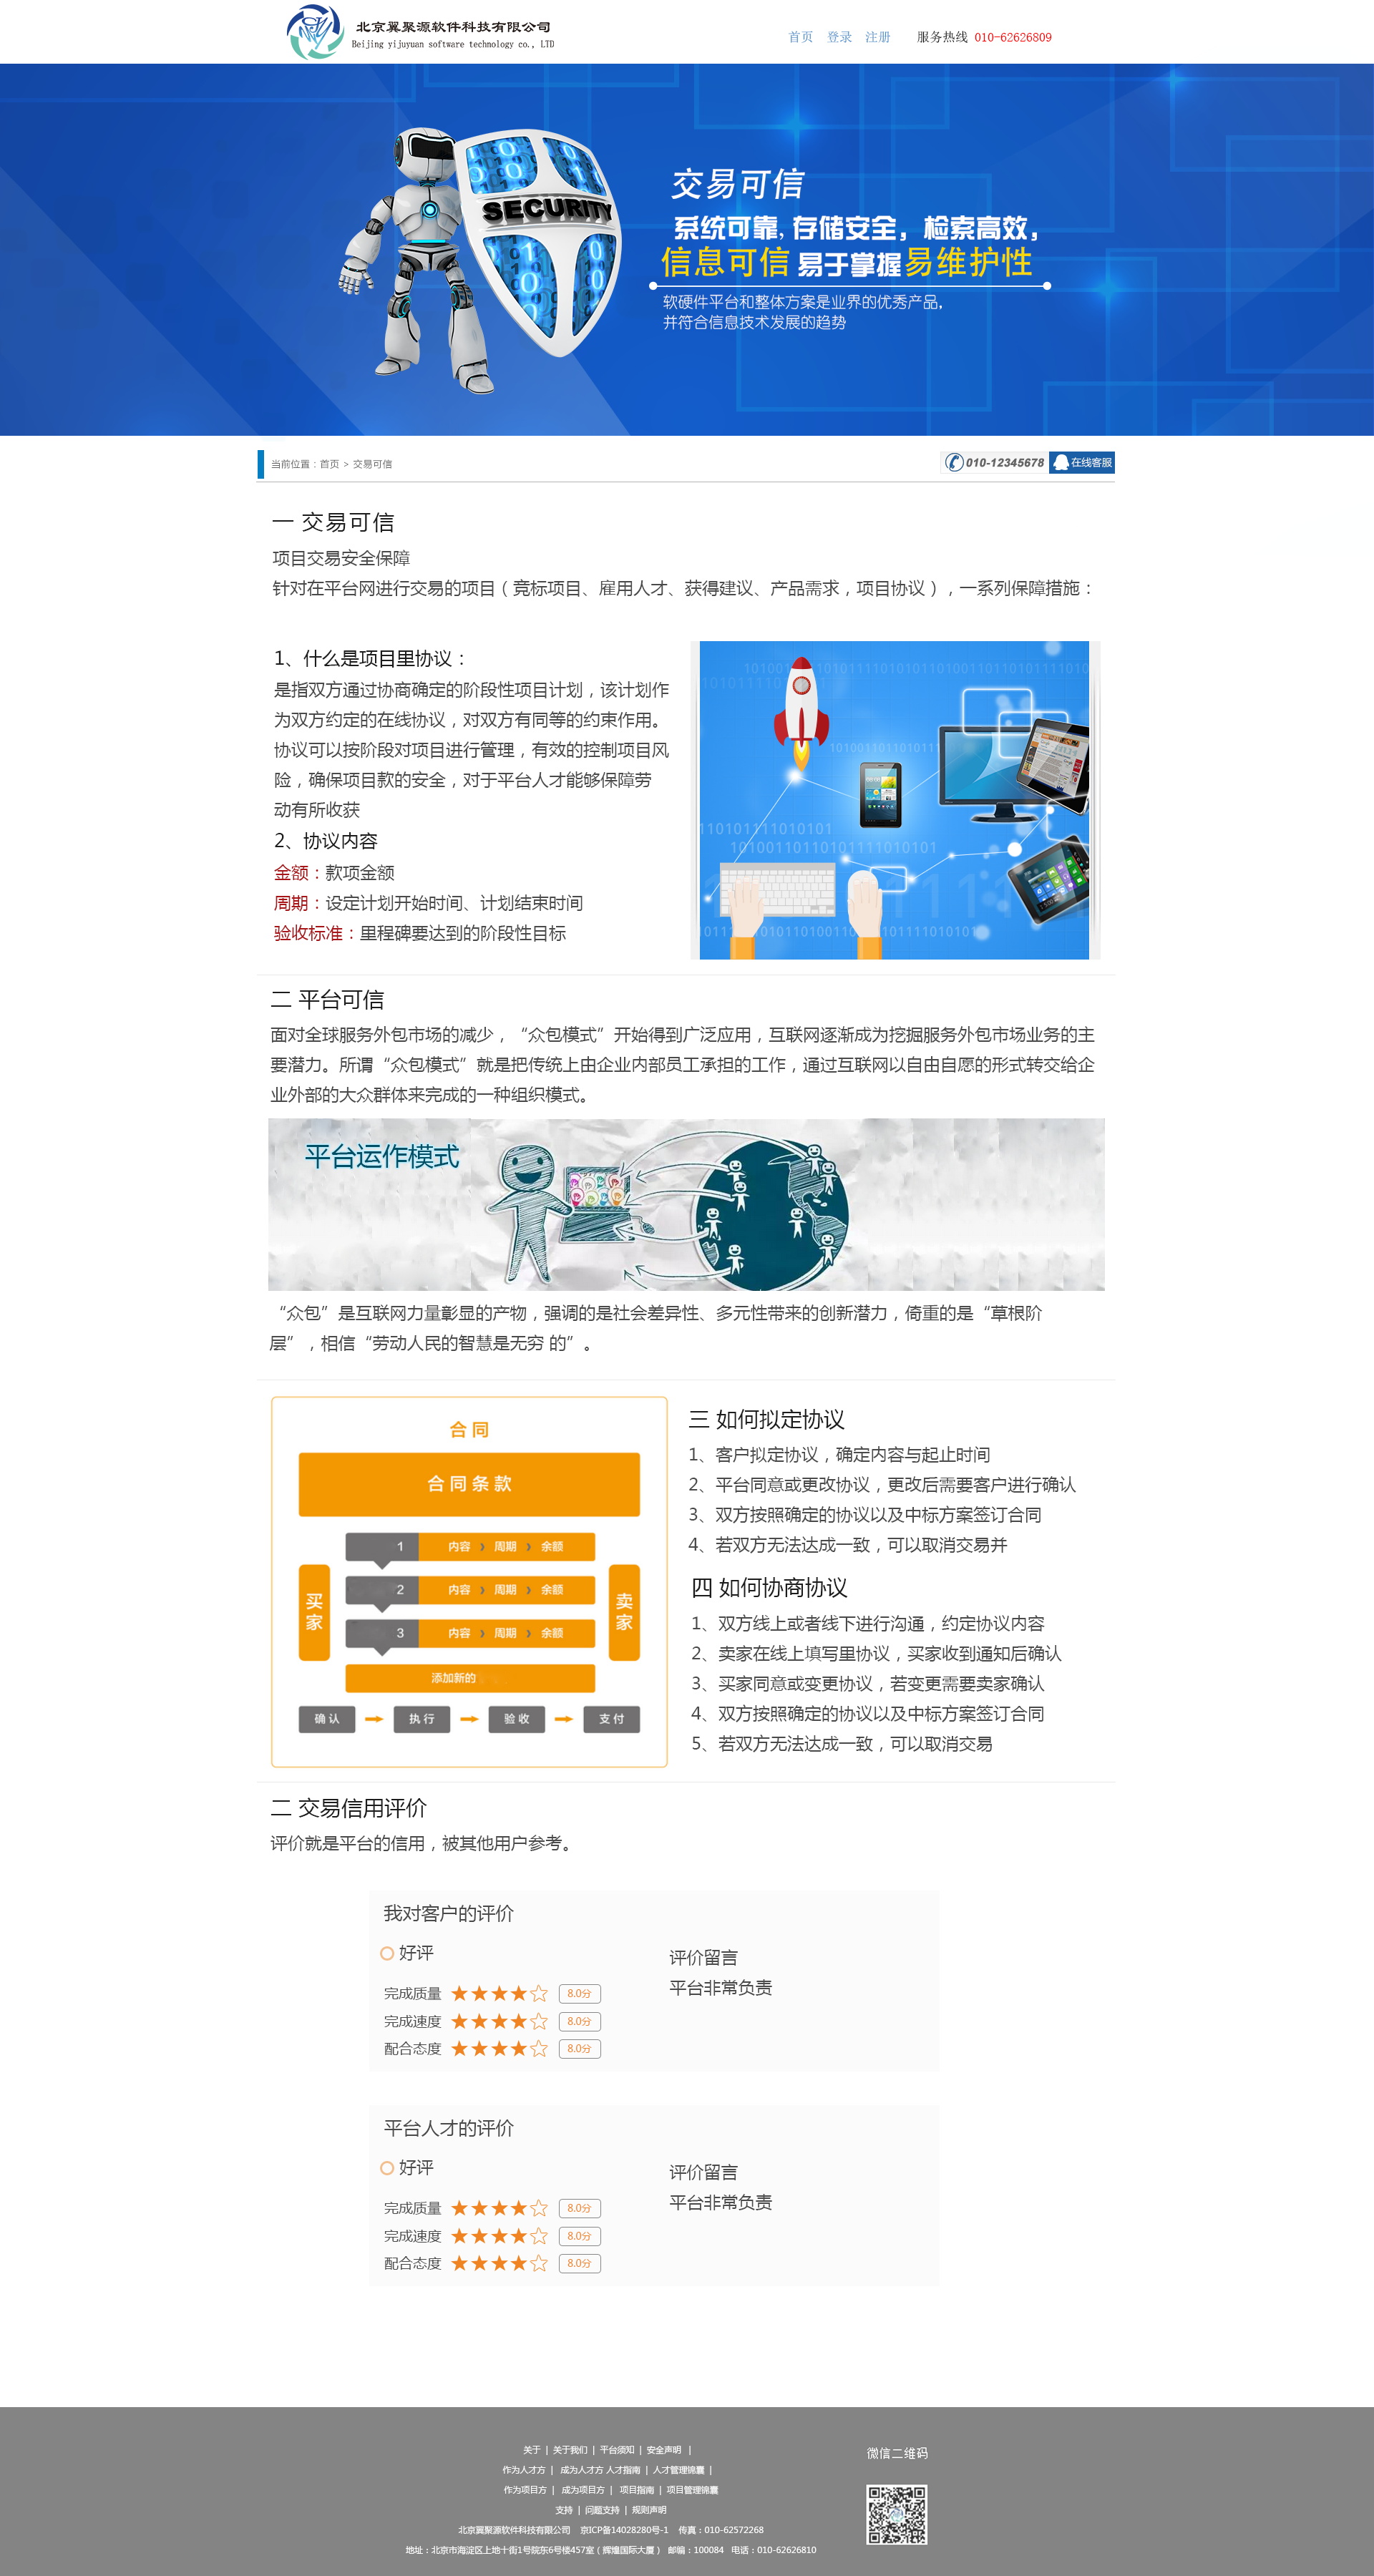 北京翼聚源软件科技有限公司
Beijing yijuyuan software technology co., LTD
首页 登录 注册 服务热线 010-62626809
SECURITY
交易可信
系统可靠, 存储安全, 检索高效,
信息可信 易于掌握 易维护性
软硬件平台和整体方案是业界的优秀产品,
并符合信息技术发展的趋势
当前位置：首页 > 交易可信
010-12345678 在线客服
一 交易可信
项目交易安全保障
针对在平台网进行交易的项目（竞标项目、雇用人才、获得建议、产品需求，项目协议），一系列保障措施：
1、什么是项目里协议：
是指双方通过协商确定的阶段性项目计划，该计划作
为双方约定的在线协议，对双方有同等的约束作用。
协议可以按阶段对项目进行管理，有效的控制项目风
险，确保项目款的安全，对于平台人才能够保障劳
动有所收获
2、协议内容
金额：款项金额
周期：设定计划开始时间、计划结束时间
验收标准：里程碑要达到的阶段性目标
二 平台可信
面对全球服务外包市场的减少，“众包模式”开始得到广泛应用，互联网逐渐成为挖掘服务外包市场业务的主
要潜力。所谓“众包模式”就是把传统上由企业内部员工承担的工作，通过互联网以自由自愿的形式转交给企
业外部的大众群体来完成的一种组织模式。
平台运作模式
“众包”是互联网力量彰显的产物，强调的是社会差异性、多元性带来的创新潜力，倚重的是“草根阶
层”，相信“劳动人民的智慧是无穷 的”。
合同
合同条款
买家
1 内容 › 周期 › 余额
2 内容 › 周期 › 余额
3 内容 › 周期 › 余额
卖家
添加新的
确认 执行 验收 支付
三 如何拟定协议
1、客户拟定协议，确定内容与起止时间
2、平台同意或更改协议，更改后需要客户进行确认
3、双方按照确定的协议以及中标方案签订合同
4、若双方无法达成一致，可以取消交易并
四 如何协商协议
1、双方线上或者线下进行沟通，约定协议内容
2、卖家在线上填写里协议，买家收到通知后确认
3、买家同意或变更协议，若变更需要卖家确认
4、双方按照确定的协议以及中标方案签订合同
5、若双方无法达成一致，可以取消交易
二 交易信用评价
评价就是平台的信用，被其他用户参考。
我对客户的评价
好评
完成质量 8.0分
完成速度 8.0分
配合态度 8.0分
评价留言
平台非常负责
平台人才的评价
好评
完成质量 8.0分
完成速度 8.0分
配合态度 8.0分
评价留言
平台非常负责
关于 | 关于我们 | 平台须知 | 安全声明 |
作为人才方 | 成为人才方 人才指南 | 人才管理锦囊 |
作为项目方 | 成为项目方 | 项目指南 | 项目管理锦囊
支持 | 问题支持 | 规则声明
北京翼聚源软件科技有限公司 京ICP备14028280号-1 传真：010-62572268
地址：北京市海淀区上地十街1号院东6号楼457室（辉煌国际大厦） 邮编：100084 电话：010-62626810
微信二维码